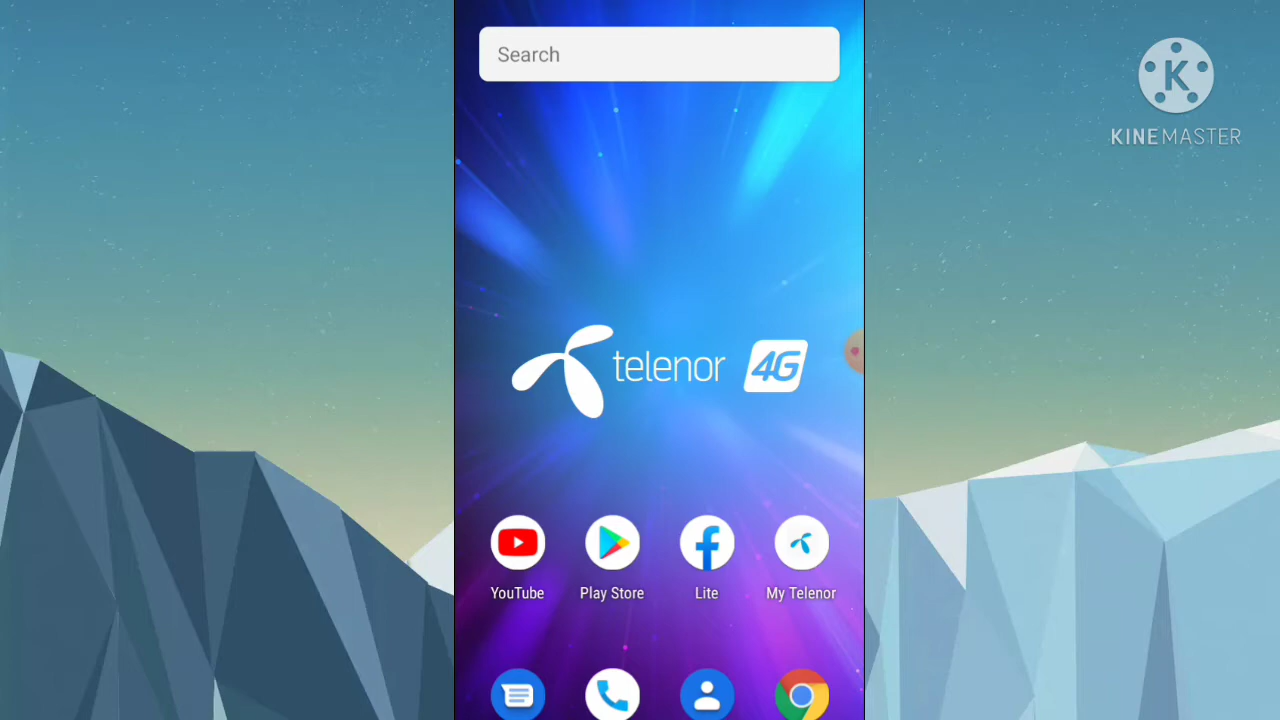 Search
K
KINEMASTER
telenor 4G
YouTube
Play Store
Lite
My Telenor